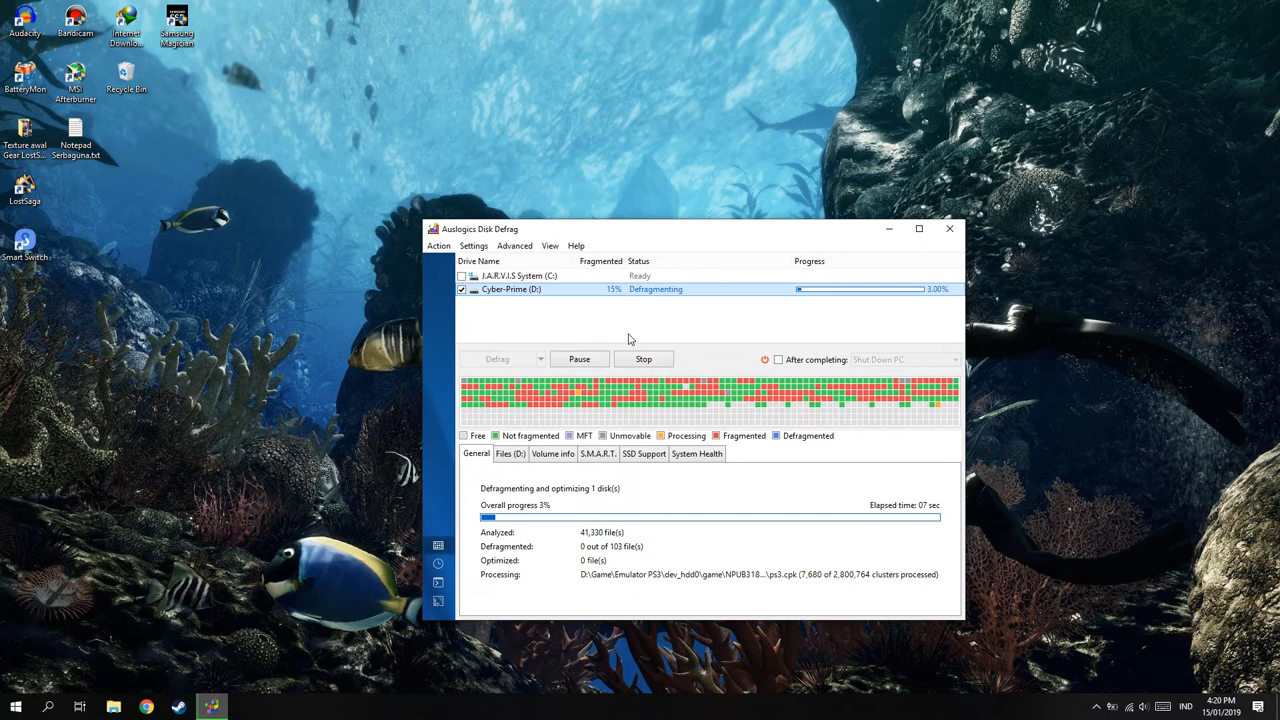 Audacity
Bandicam
Internet
Downlo...
Samsung
Magician
BatteryMon
MSI
Afterburner
Recycle Bin
Texture awal
Gear LostS...
Notepad
Serbaguna.txt
LostSaga
Smart Switch
Auslogics Disk Defrag
Action Settings Advanced View Help
Drive Name Fragmented Status Progress
J.A.R.V.I.S System (C:) Ready
Cyber-Prime (D:) 15% Defragmenting 3.00%
Defrag Pause Stop After completing: Shut Down PC
Free Not fragmented MFT Unmovable Processing Fragmented Defragmented
General Files (D:) Volume info S.M.A.R.T. SSD Support System Health
Defragmenting and optimizing 1 disk(s)
Overall progress 3% Elapsed time: 07 sec
Analyzed: 41,330 file(s)
Defragmented: 0 out of 103 file(s)
Optimized: 0 file(s)
Processing: D:\Game\Emulator PS3\dev_hdd0\game\NPUB318...\ps3.cpk (7,680 of 2,800,764 clusters processed)
IND
4:20 PM
15/01/2019